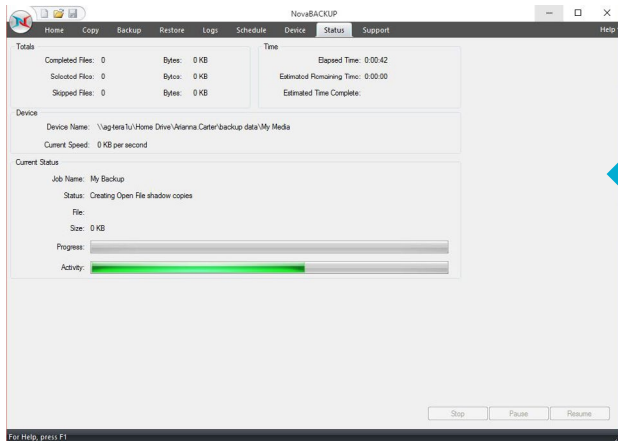 NovaBACKUP
Home Copy Backup Restore Logs Schedule Device Status Support Help
Totals
Completed Files: 0 Bytes: 0 KB
Selected Files: 0 Bytes: 0 KB
Skipped Files: 0 Bytes: 0 KB
Time
Elapsed Time: 0:00:42
Estimated Remaining Time: 0:00:00
Estimated Time Complete:
Device
Device Name: \\ag-tera1u\Home Drive\Arianna.Carter\backup data\My Media
Current Speed: 0 KB per second
Current Status
Job Name: My Backup
Status: Creating Open File shadow copies
File:
Size: 0 KB
Progress:
Activity:
Stop Pause Resume
For Help, press F1